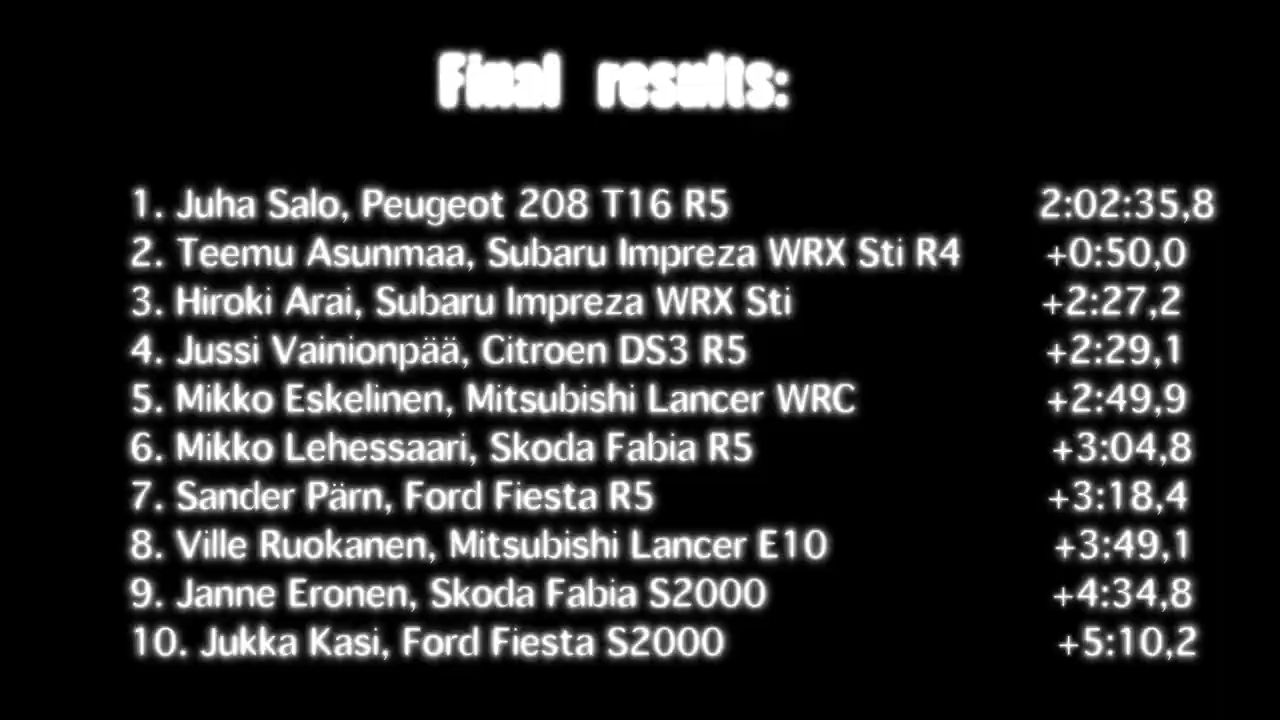 Final results:
1. Juha Salo, Peugeot 208 T16 R5 2:02:35,8
2. Teemu Asunmaa, Subaru Impreza WRX Sti R4 +0:50,0
3. Hiroki Arai, Subaru Impreza WRX Sti +2:27,2
4. Jussi Vainionpää, Citroen DS3 R5 +2:29,1
5. Mikko Eskelinen, Mitsubishi Lancer WRC +2:49,9
6. Mikko Lehessaari, Skoda Fabia R5 +3:04,8
7. Sander Pärn, Ford Fiesta R5 +3:18,4
8. Ville Ruokanen, Mitsubishi Lancer E10 +3:49,1
9. Janne Eronen, Skoda Fabia S2000 +4:34,8
10. Jukka Kasi, Ford Fiesta S2000 +5:10,2